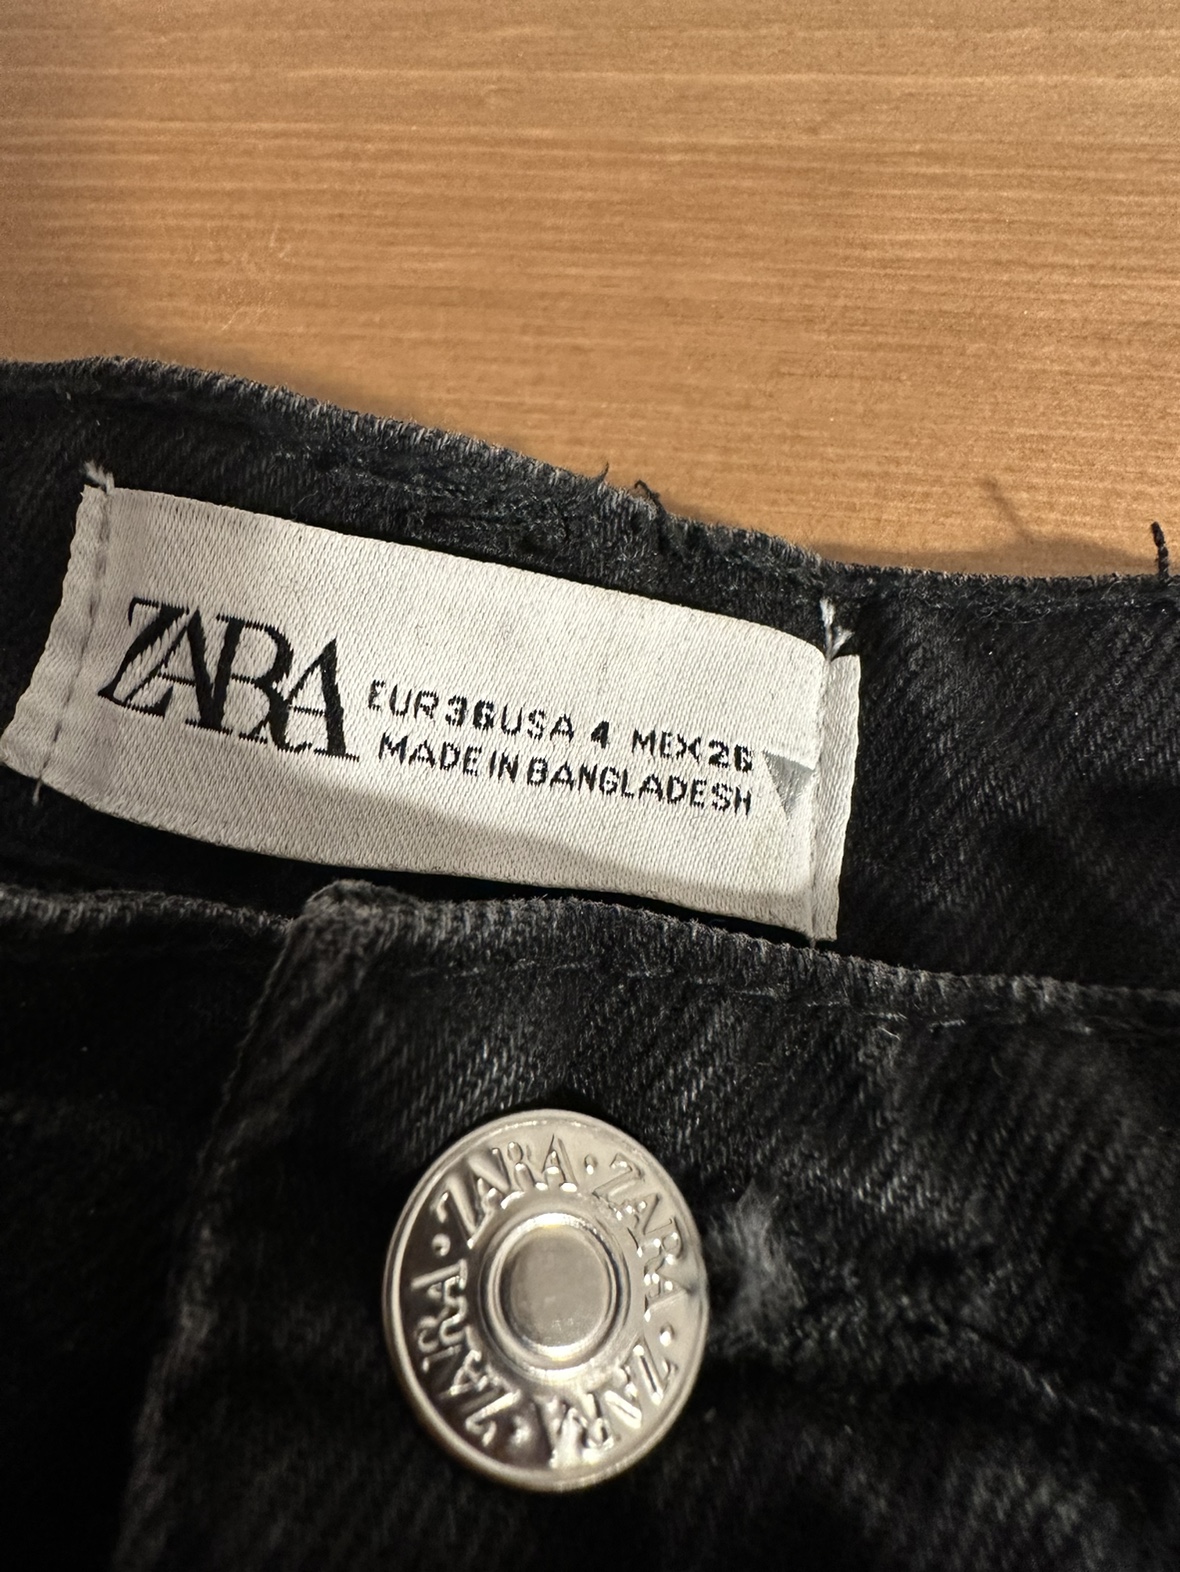 ZARA
EUR 36 USA 4 MEX 26
MADE IN BANGLADESH
ZARA · ZARA · ZARA · ZARA ·